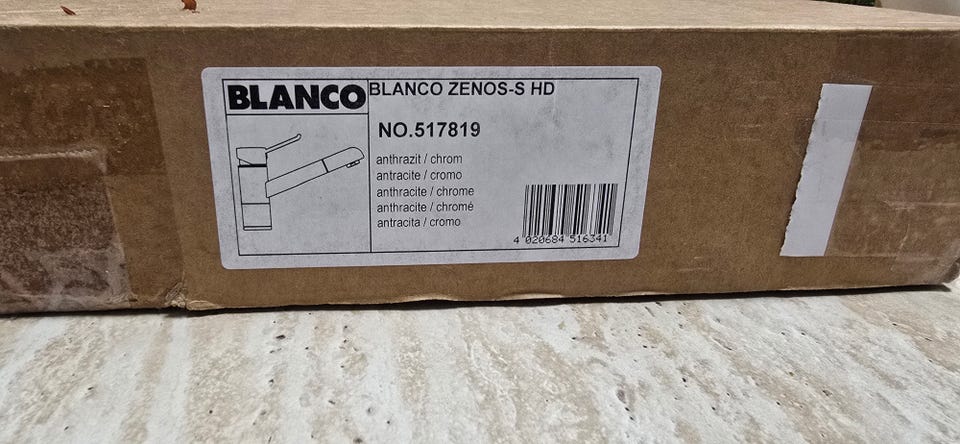 BLANCO
BLANCO ZENOS-S HD
NO.517819
anthrazit / chrom
antracite / cromo
anthracite / chrome
anthracite / chromé
antracita / cromo
4 020684 516341